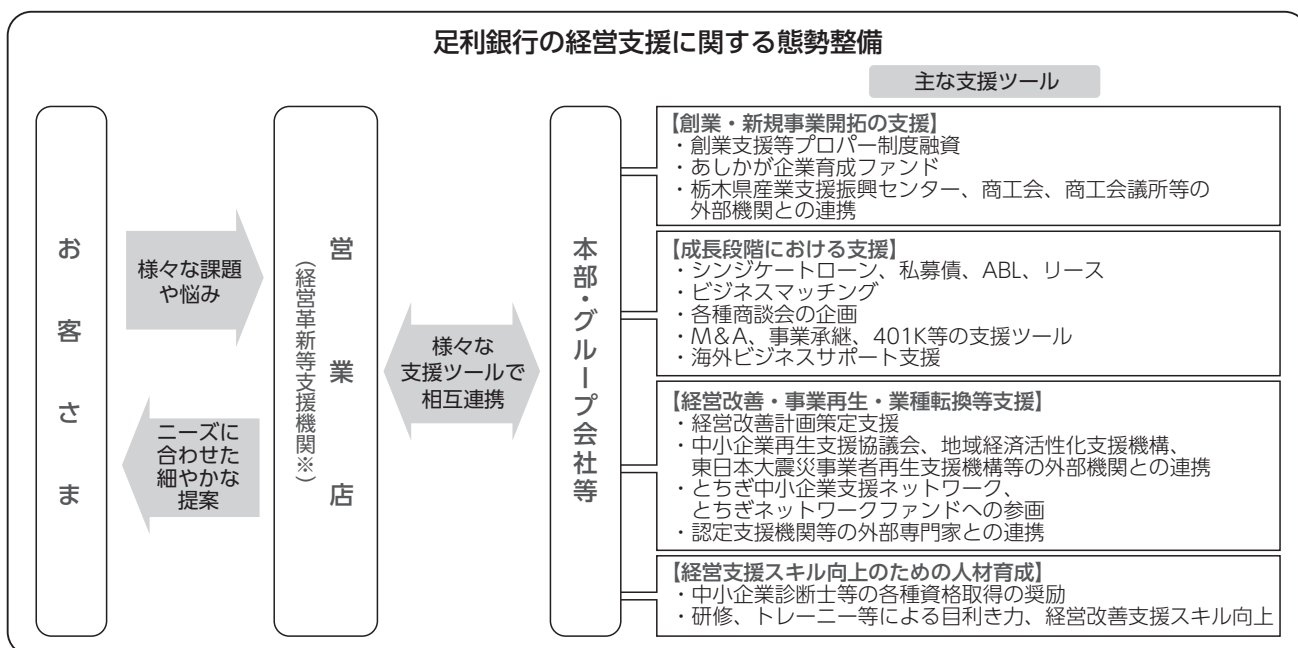 足利銀行の経営支援に関する態勢整備
主な支援ツール
お客さま
様々な課題
や悩み
ニーズに
合わせた
細やかな
提案
営業店
（経営革新等支援機関※）
様々な
支援ツールで
相互連携
本部・グループ会社等
【創業・新規事業開拓の支援】
・創業支援等プロパー制度融資
・あしかが企業育成ファンド
・栃木県産業支援振興センター、商工会、商工会議所等の
外部機関との連携
【成長段階における支援】
・シンジケートローン、私募債、ABL、リース
・ビジネスマッチング
・各種商談会の企画
・M&A、事業承継、401K等の支援ツール
・海外ビジネスサポート支援
【経営改善・事業再生・業種転換等支援】
・経営改善計画策定支援
・中小企業再生支援協議会、地域経済活性化支援機構、
東日本大震災事業者再生支援機構等の外部機関との連携
・とちぎ中小企業支援ネットワーク、
とちぎネットワークファンドへの参画
・認定支援機関等の外部専門家との連携
【経営支援スキル向上のための人材育成】
・中小企業診断士等の各種資格取得の奨励
・研修、トレーニー等による目利き力、経営改善支援スキル向上